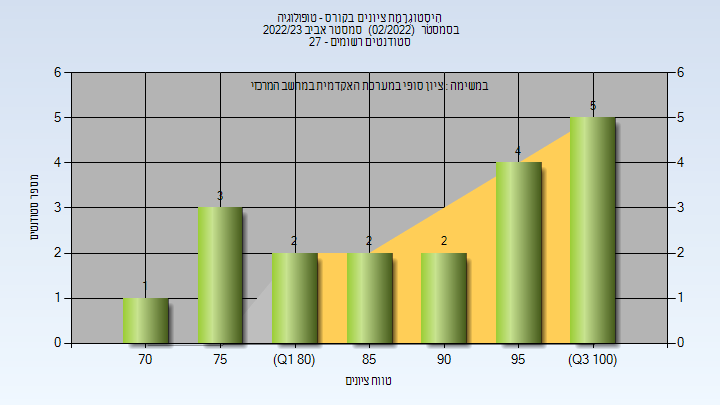 היסטוגרמת ציונים בקורס - טופולוגיה
בסמסטר (02/2022) סמסטר אביב 2022/23
סטודנטים רשומים - 27
במשימה : ציון סופי במערכת האקדמית במחשב המרכזי
מספר סטודנטים
6 6
5 5
4 4
3 3
2 2
1 1
0 0
1 3 2 2 2 4 5
70 75 (Q1 80) 85 90 95 (Q3 100)
טווח ציונים